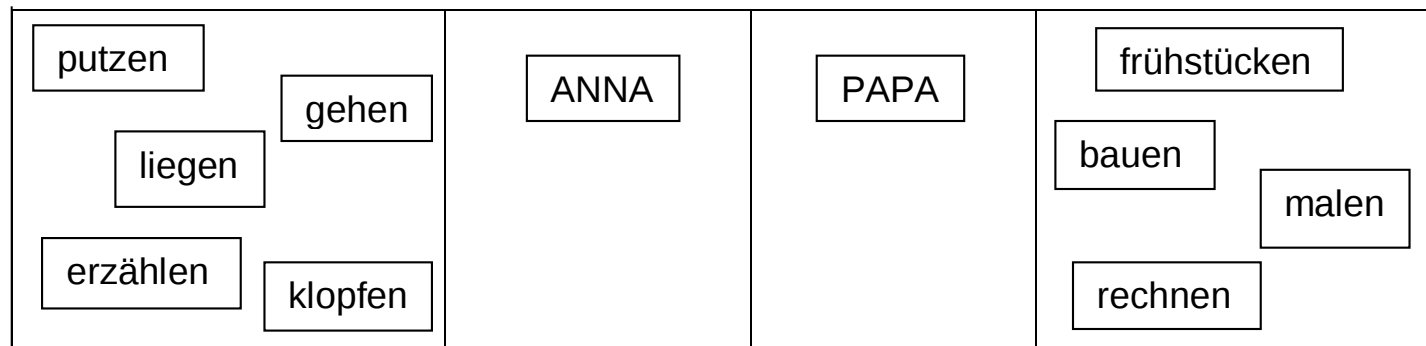 putzen
gehen
liegen
erzählen
klopfen
ANNA
PAPA
frühstücken
bauen
malen
rechnen